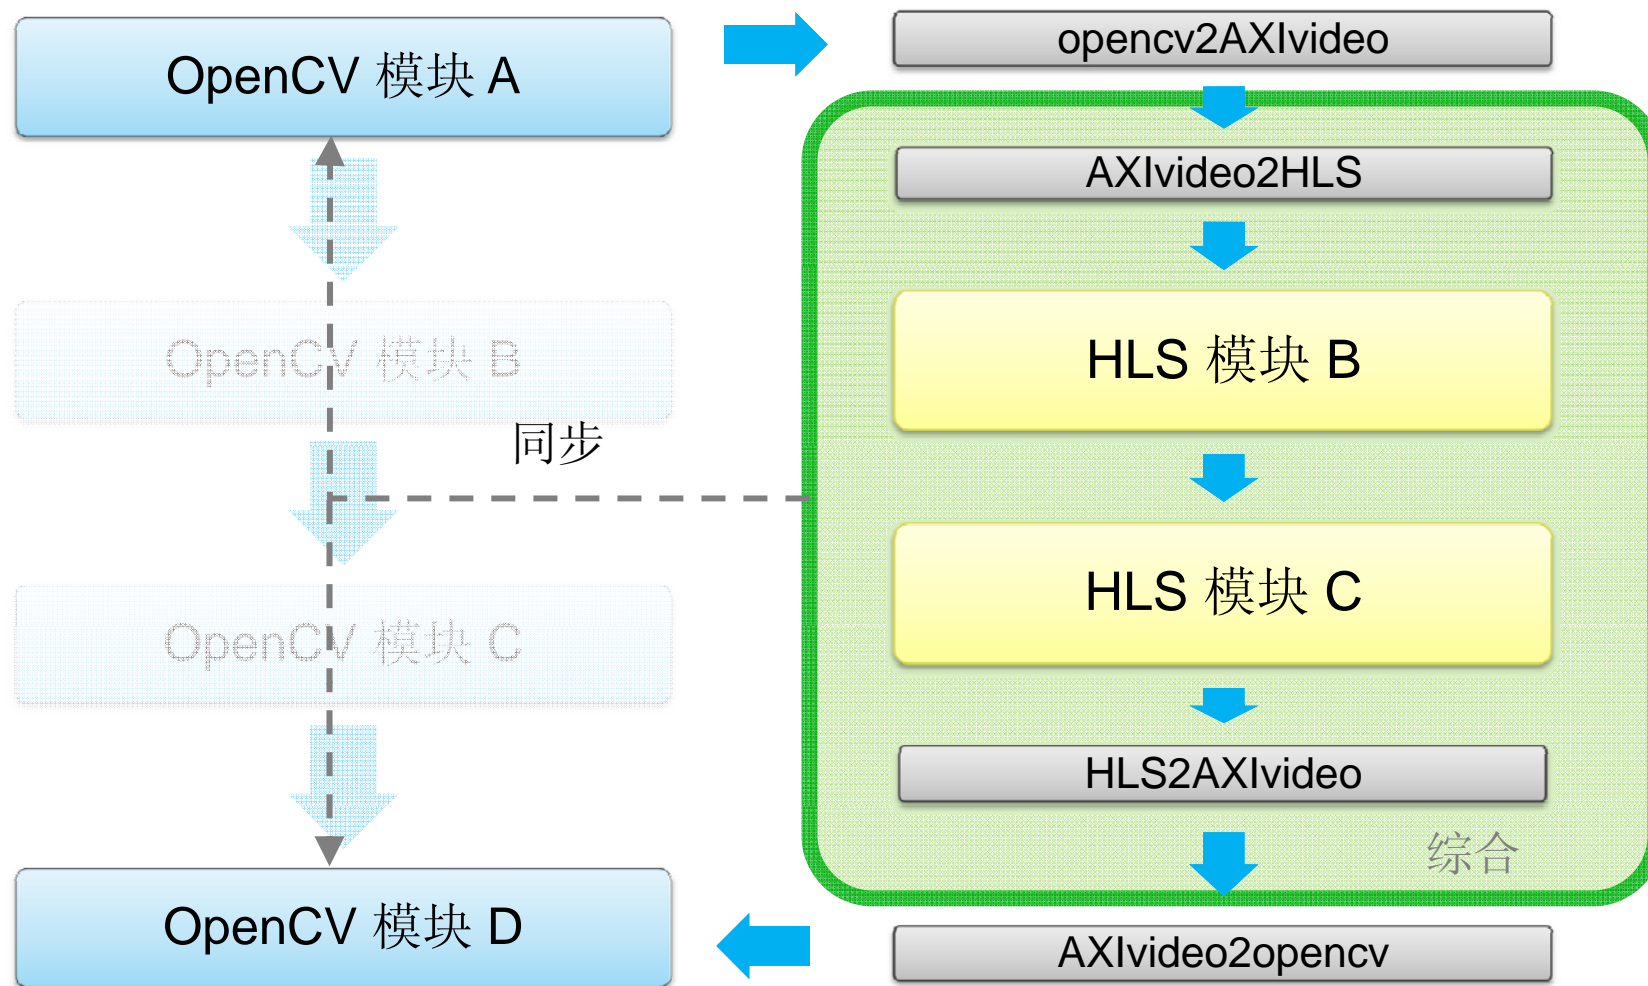 OpenCV 模块 A
OpenCV 模块 B
同步
OpenCV 模块 C
OpenCV 模块 D
opencv2AXIvideo
AXIvideo2HLS
HLS 模块 B
HLS 模块 C
HLS2AXIvideo
综合
AXIvideo2opencv